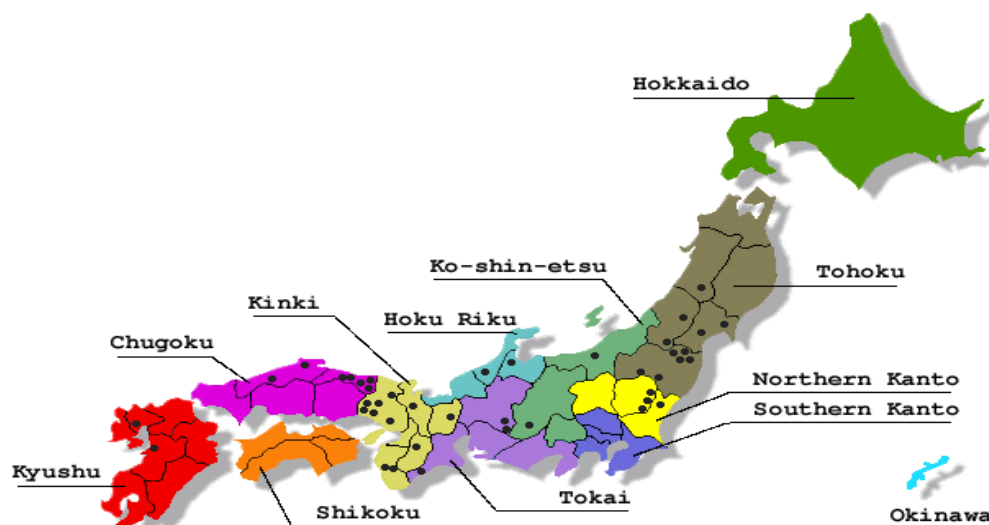 Hokkaido
Ko-shin-etsu
Tohoku
Kinki
Hoku Riku
Chugoku
Northern Kanto
Southern Kanto
Kyushu
Tokai
Shikoku
Okinawa